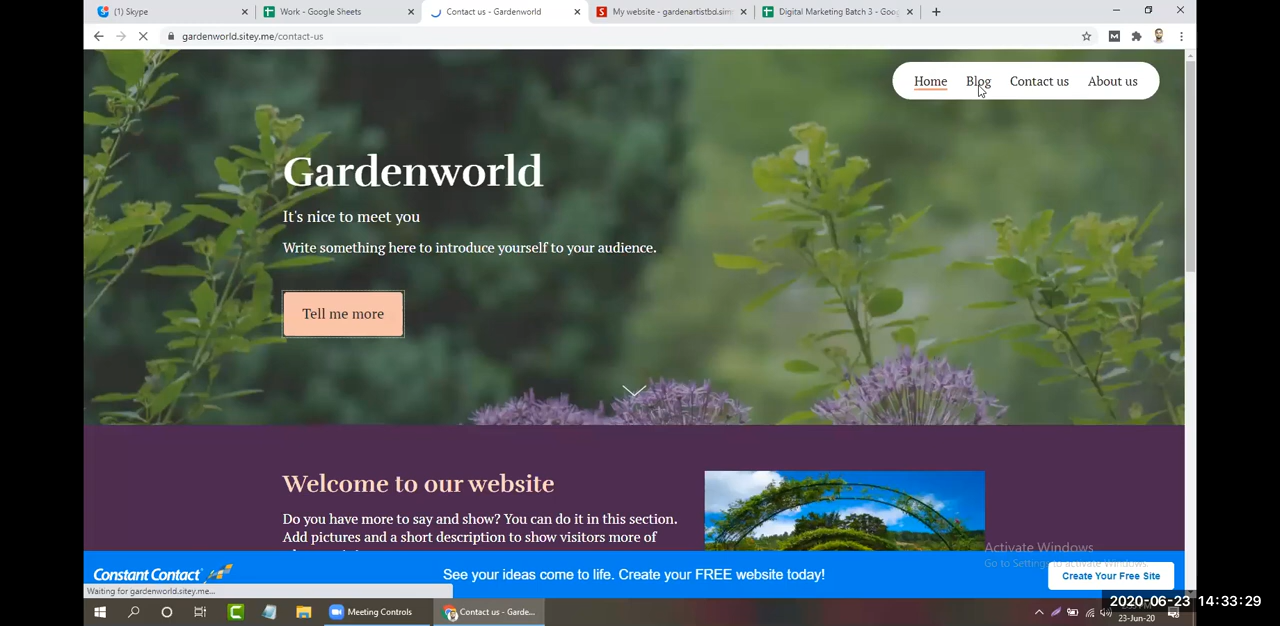 (1) Skype
Work - Google Sheets
Contact us - Gardenworld
My website - gardenartistbd.sim
Digital Marketing Batch 3 - Goog
gardenworld.sitey.me/contact-us
Home Blog Contact us About us
Gardenworld
It's nice to meet you
Write something here to introduce yourself to your audience.
Tell me more
Welcome to our website
Do you have more to say and show? You can do it in this section.
Add pictures and a short description to show visitors more of
Activate Windows
Go to Settings to activate Windows.
Constant Contact
See your ideas come to life. Create your FREE website today!
Create Your Free Site
Waiting for gardenworld.sitey.me...
Meeting Controls
Contact us - Garde...
2020-06-23 14:33:29
23-Jun-20